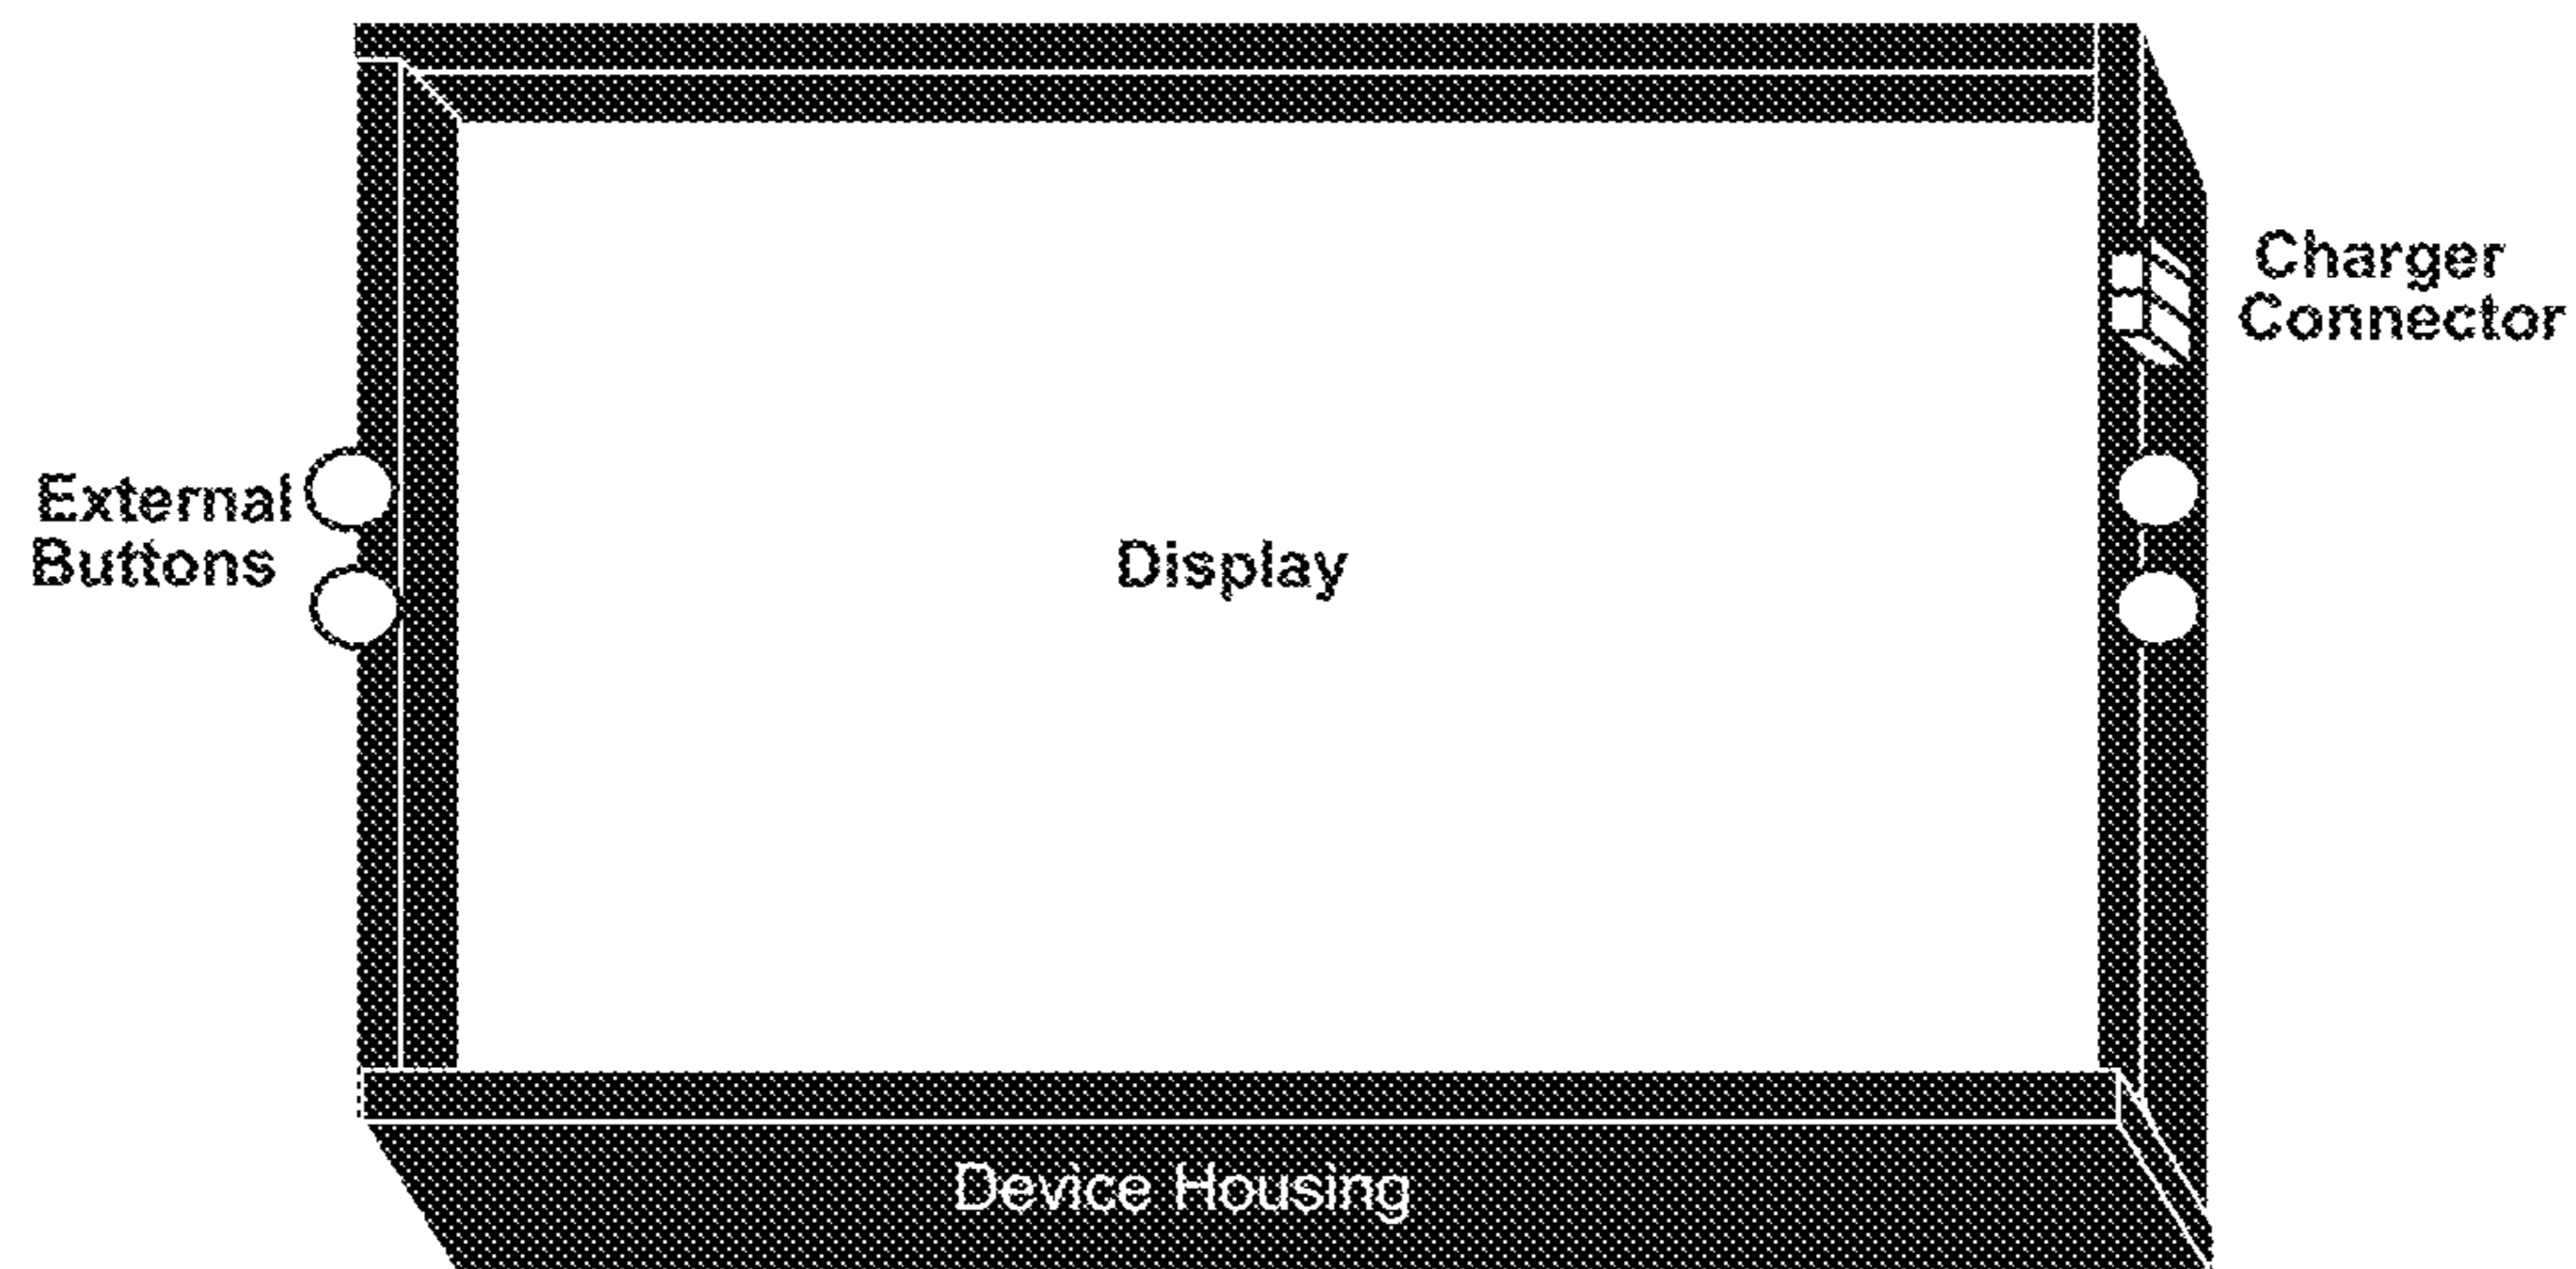 Charger
Connector
External
Buttons
Display
Device Housing